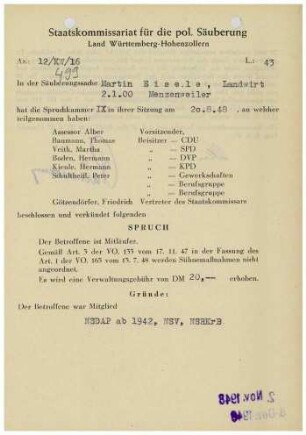 Staatskommissariat für die pol. Säuberung
Land Württemberg-Hohenzollern
Az.: 12/XV/16 L.: 43
499
In der Säuberungssache Martin Eisele, Landwirt
2.1.00 Menzenweiler
hat die Spruchkammer IX in ihrer Sitzung am 20.8.48. an welcher
teilgenommen haben:
Assessor Alber Vorsitzender,
Baumann, Thomas Beisitzer — CDU
Veith, Martha „ — SPD
Buden, Hermann „ — DVP
Kienle, Hermann „ — KPD
Schultheiß, Peter „ — Gewerkschaften
„ — Berufsgruppe
„ — Berufsgruppe
Götzendörfer, Friedrich Vertreter des Staatskommissars
beschlossen und verkündet folgenden
SPRUCH
Der Betroffene ist Mitläufer.
Gemäß Art. 3 der VO. 133 vom 17. 11. 47 in der Fassung des
Art. I der VO. 165 vom 13. 7. 48 werden Sühnemaßnahmen nicht
angeordnet.
Es wird eine Verwaltungsgebühr von DM 20,-- erhoben.
Gründe:
Der Betroffene war Mitglied
NSDAP ab 1942, NSV, NSRKrB
2. Nov. 1948